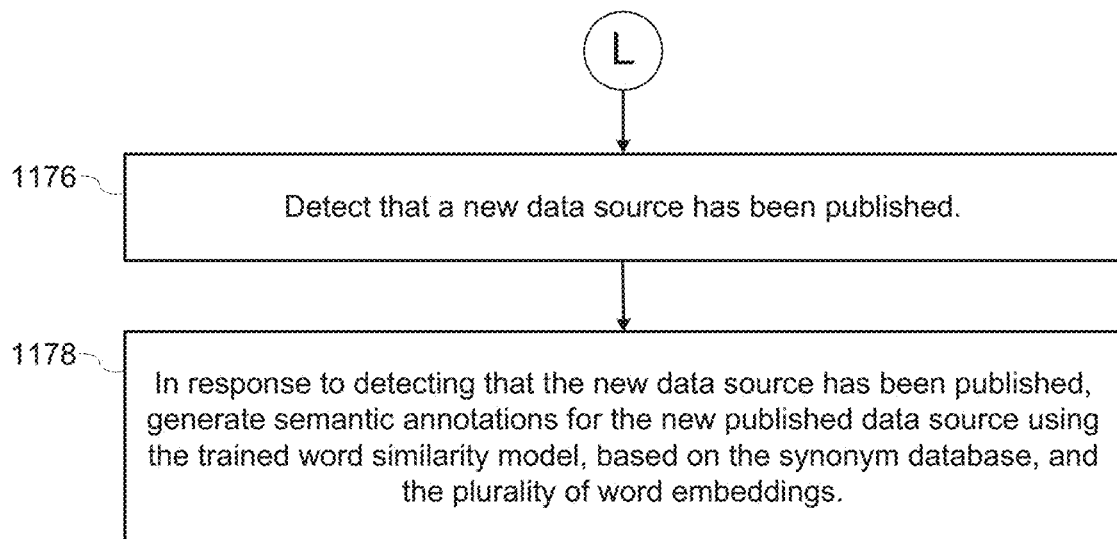 L
1176
Detect that a new data source has been published.
1178
In response to detecting that the new data source has been published,
generate semantic annotations for the new published data source using
the trained word similarity model, based on the synonym database, and
the plurality of word embeddings.